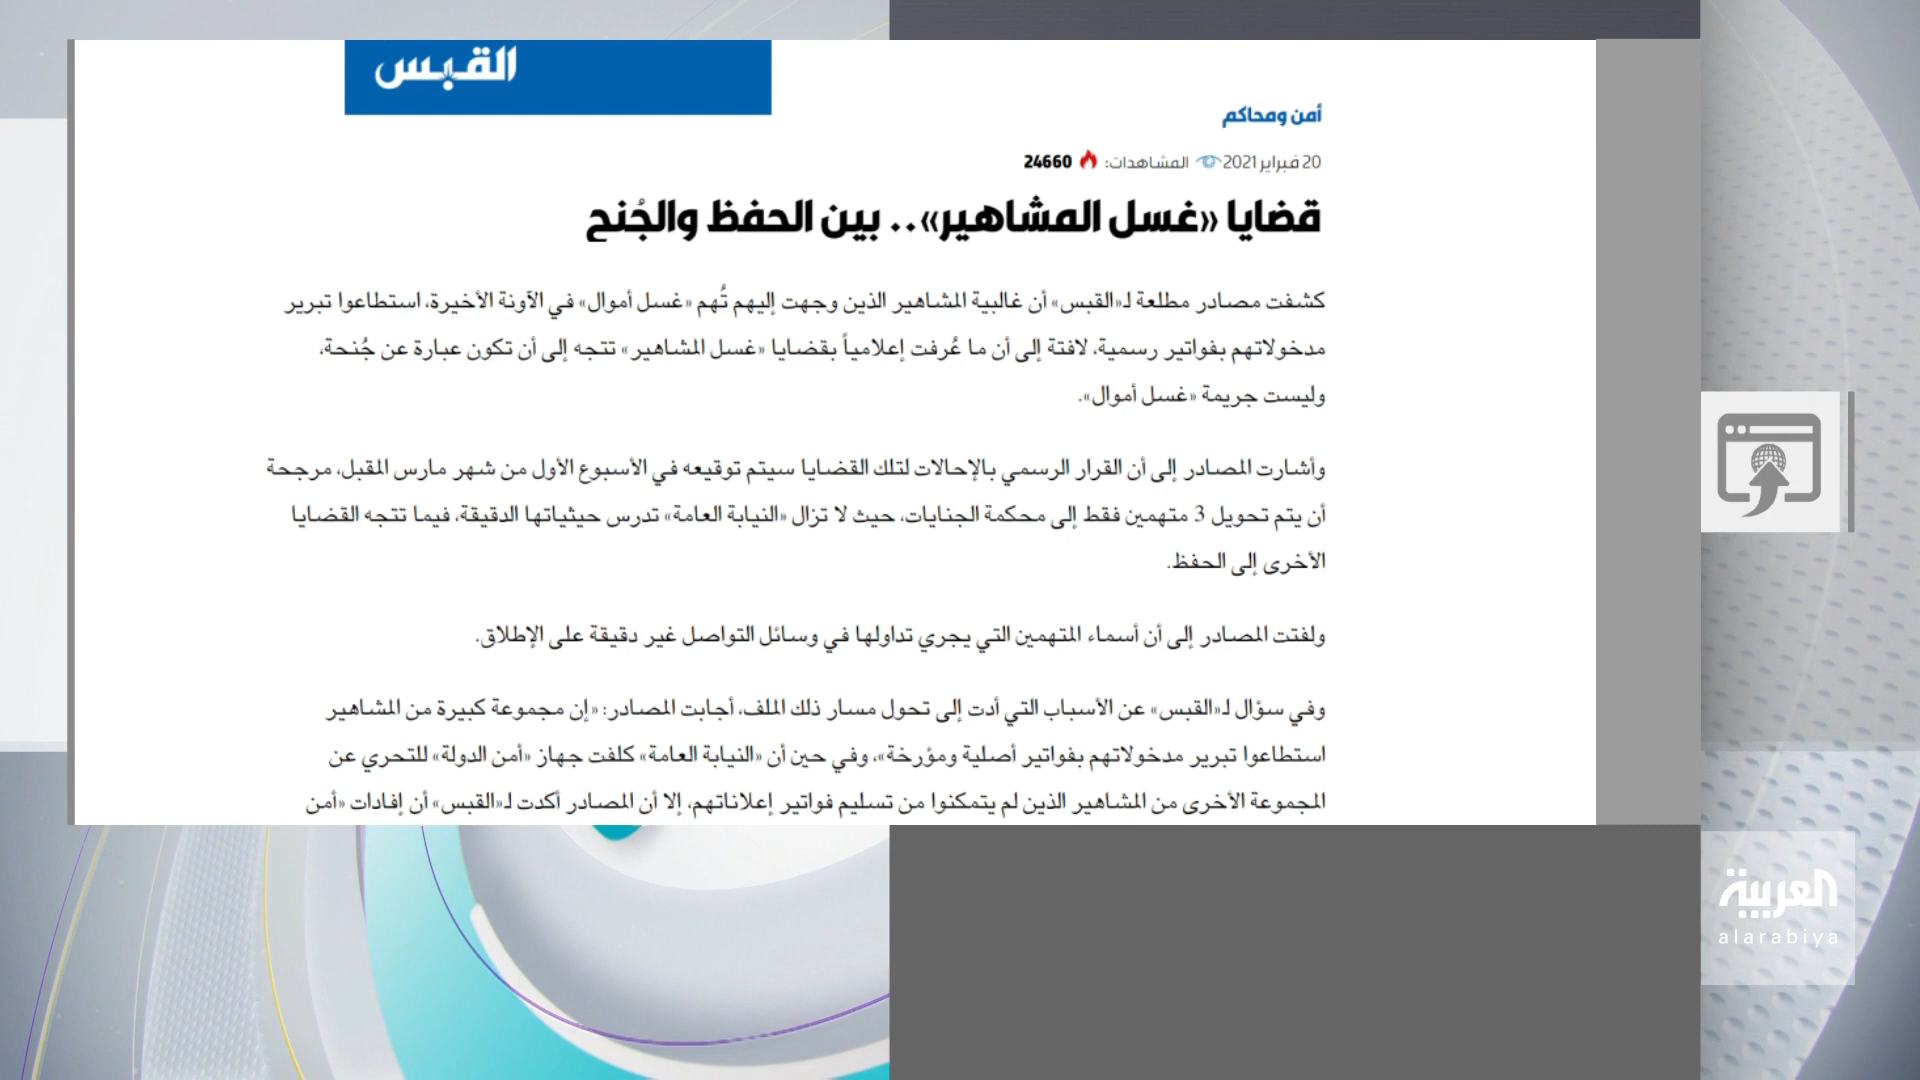 القبس
أمن ومحاكم
20 فبراير 2021 المشاهدات: 24660
قضايا «غسل المشاهير».. بين الحفظ والجُنح
كشفت مصادر مطلعة لـ«القبس» أن غالبية المشاهير الذين وجهت إليهم تُهم «غسل أموال» في الآونة الأخيرة، استطاعوا تبرير
مدخولاتهم بفواتير رسمية، لافتة إلى أن ما عُرفت إعلامياً بقضايا «غسل المشاهير» تتجه إلى أن تكون عبارة عن جُنحة،
وليست جريمة «غسل أموال».
وأشارت المصادر إلى أن القرار الرسمي بالإحالات لتلك القضايا سيتم توقيعه في الأسبوع الأول من شهر مارس المقبل، مرجحة
أن يتم تحويل 3 متهمين فقط إلى محكمة الجنايات، حيث لا تزال «النيابة العامة» تدرس حيثياتها الدقيقة، فيما تتجه القضايا
الأخرى إلى الحفظ.
ولفتت المصادر إلى أن أسماء المتهمين التي يجري تداولها في وسائل التواصل غير دقيقة على الإطلاق.
وفي سؤال لـ«القبس» عن الأسباب التي أدت إلى تحول مسار ذلك الملف، أجابت المصادر: «إن مجموعة كبيرة من المشاهير
استطاعوا تبرير مدخولاتهم بفواتير أصلية ومؤرخة»، وفي حين أن «النيابة العامة» كلفت جهاز «أمن الدولة» للتحري عن
المجموعة الأخرى من المشاهير الذين لم يتمكنوا من تسليم فواتير إعلاناتهم، إلا أن المصادر أكدت لـ«القبس» أن إفادات «أمن
العربية
alarabiya